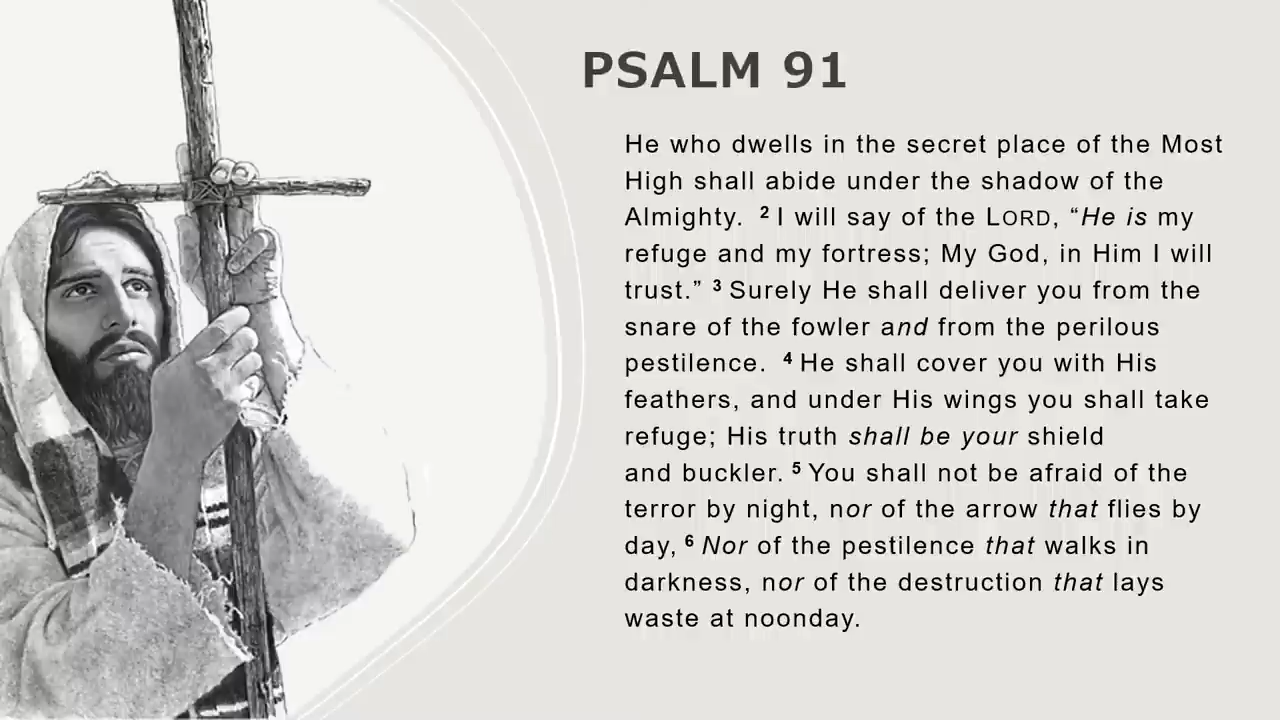 PSALM 91
He who dwells in the secret place of the Most
High shall abide under the shadow of the
Almighty. 2 I will say of the LORD, “He is my
refuge and my fortress; My God, in Him I will
trust.” 3 Surely He shall deliver you from the
snare of the fowler and from the perilous
pestilence. 4 He shall cover you with His
feathers, and under His wings you shall take
refuge; His truth shall be your shield
and buckler. 5 You shall not be afraid of the
terror by night, nor of the arrow that flies by
day, 6 Nor of the pestilence that walks in
darkness, nor of the destruction that lays
waste at noonday.